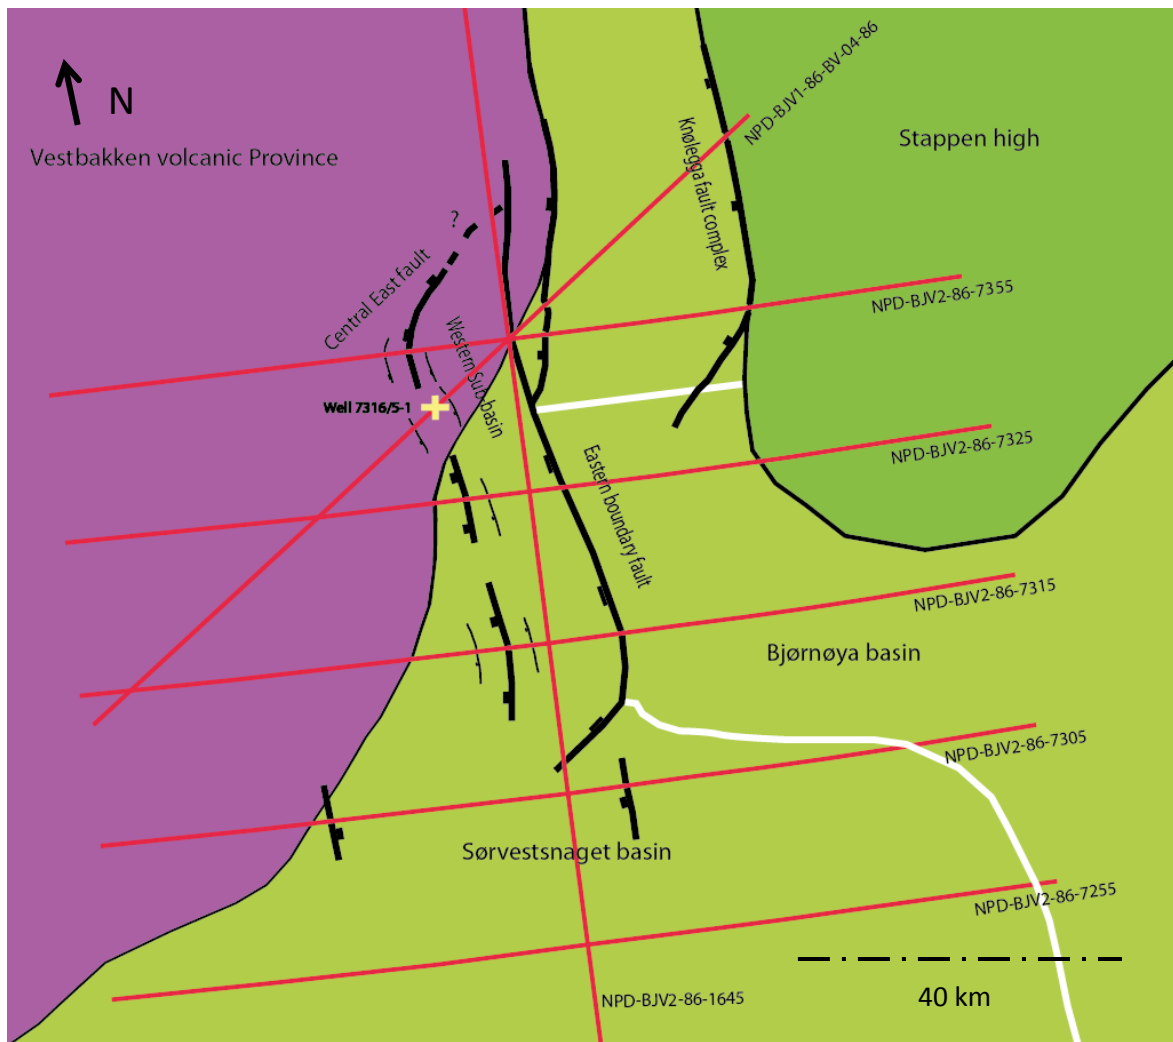 N
NPD-BJV1-86-BV-04-86
Vestbakken volcanic Province
Stappen high
Knølegga fault complex
?
Central East fault
NPD-BJV2-86-7355
Western Sub-basin
Well 7316/5-1
NPD-BJV2-86-7325
Eastern boundary fault
NPD-BJV2-86-7315
Bjørnøya basin
NPD-BJV2-86-7305
Sørvestsnaget basin
NPD-BJV2-86-7255
NPD-BJV2-86-1645
40 km